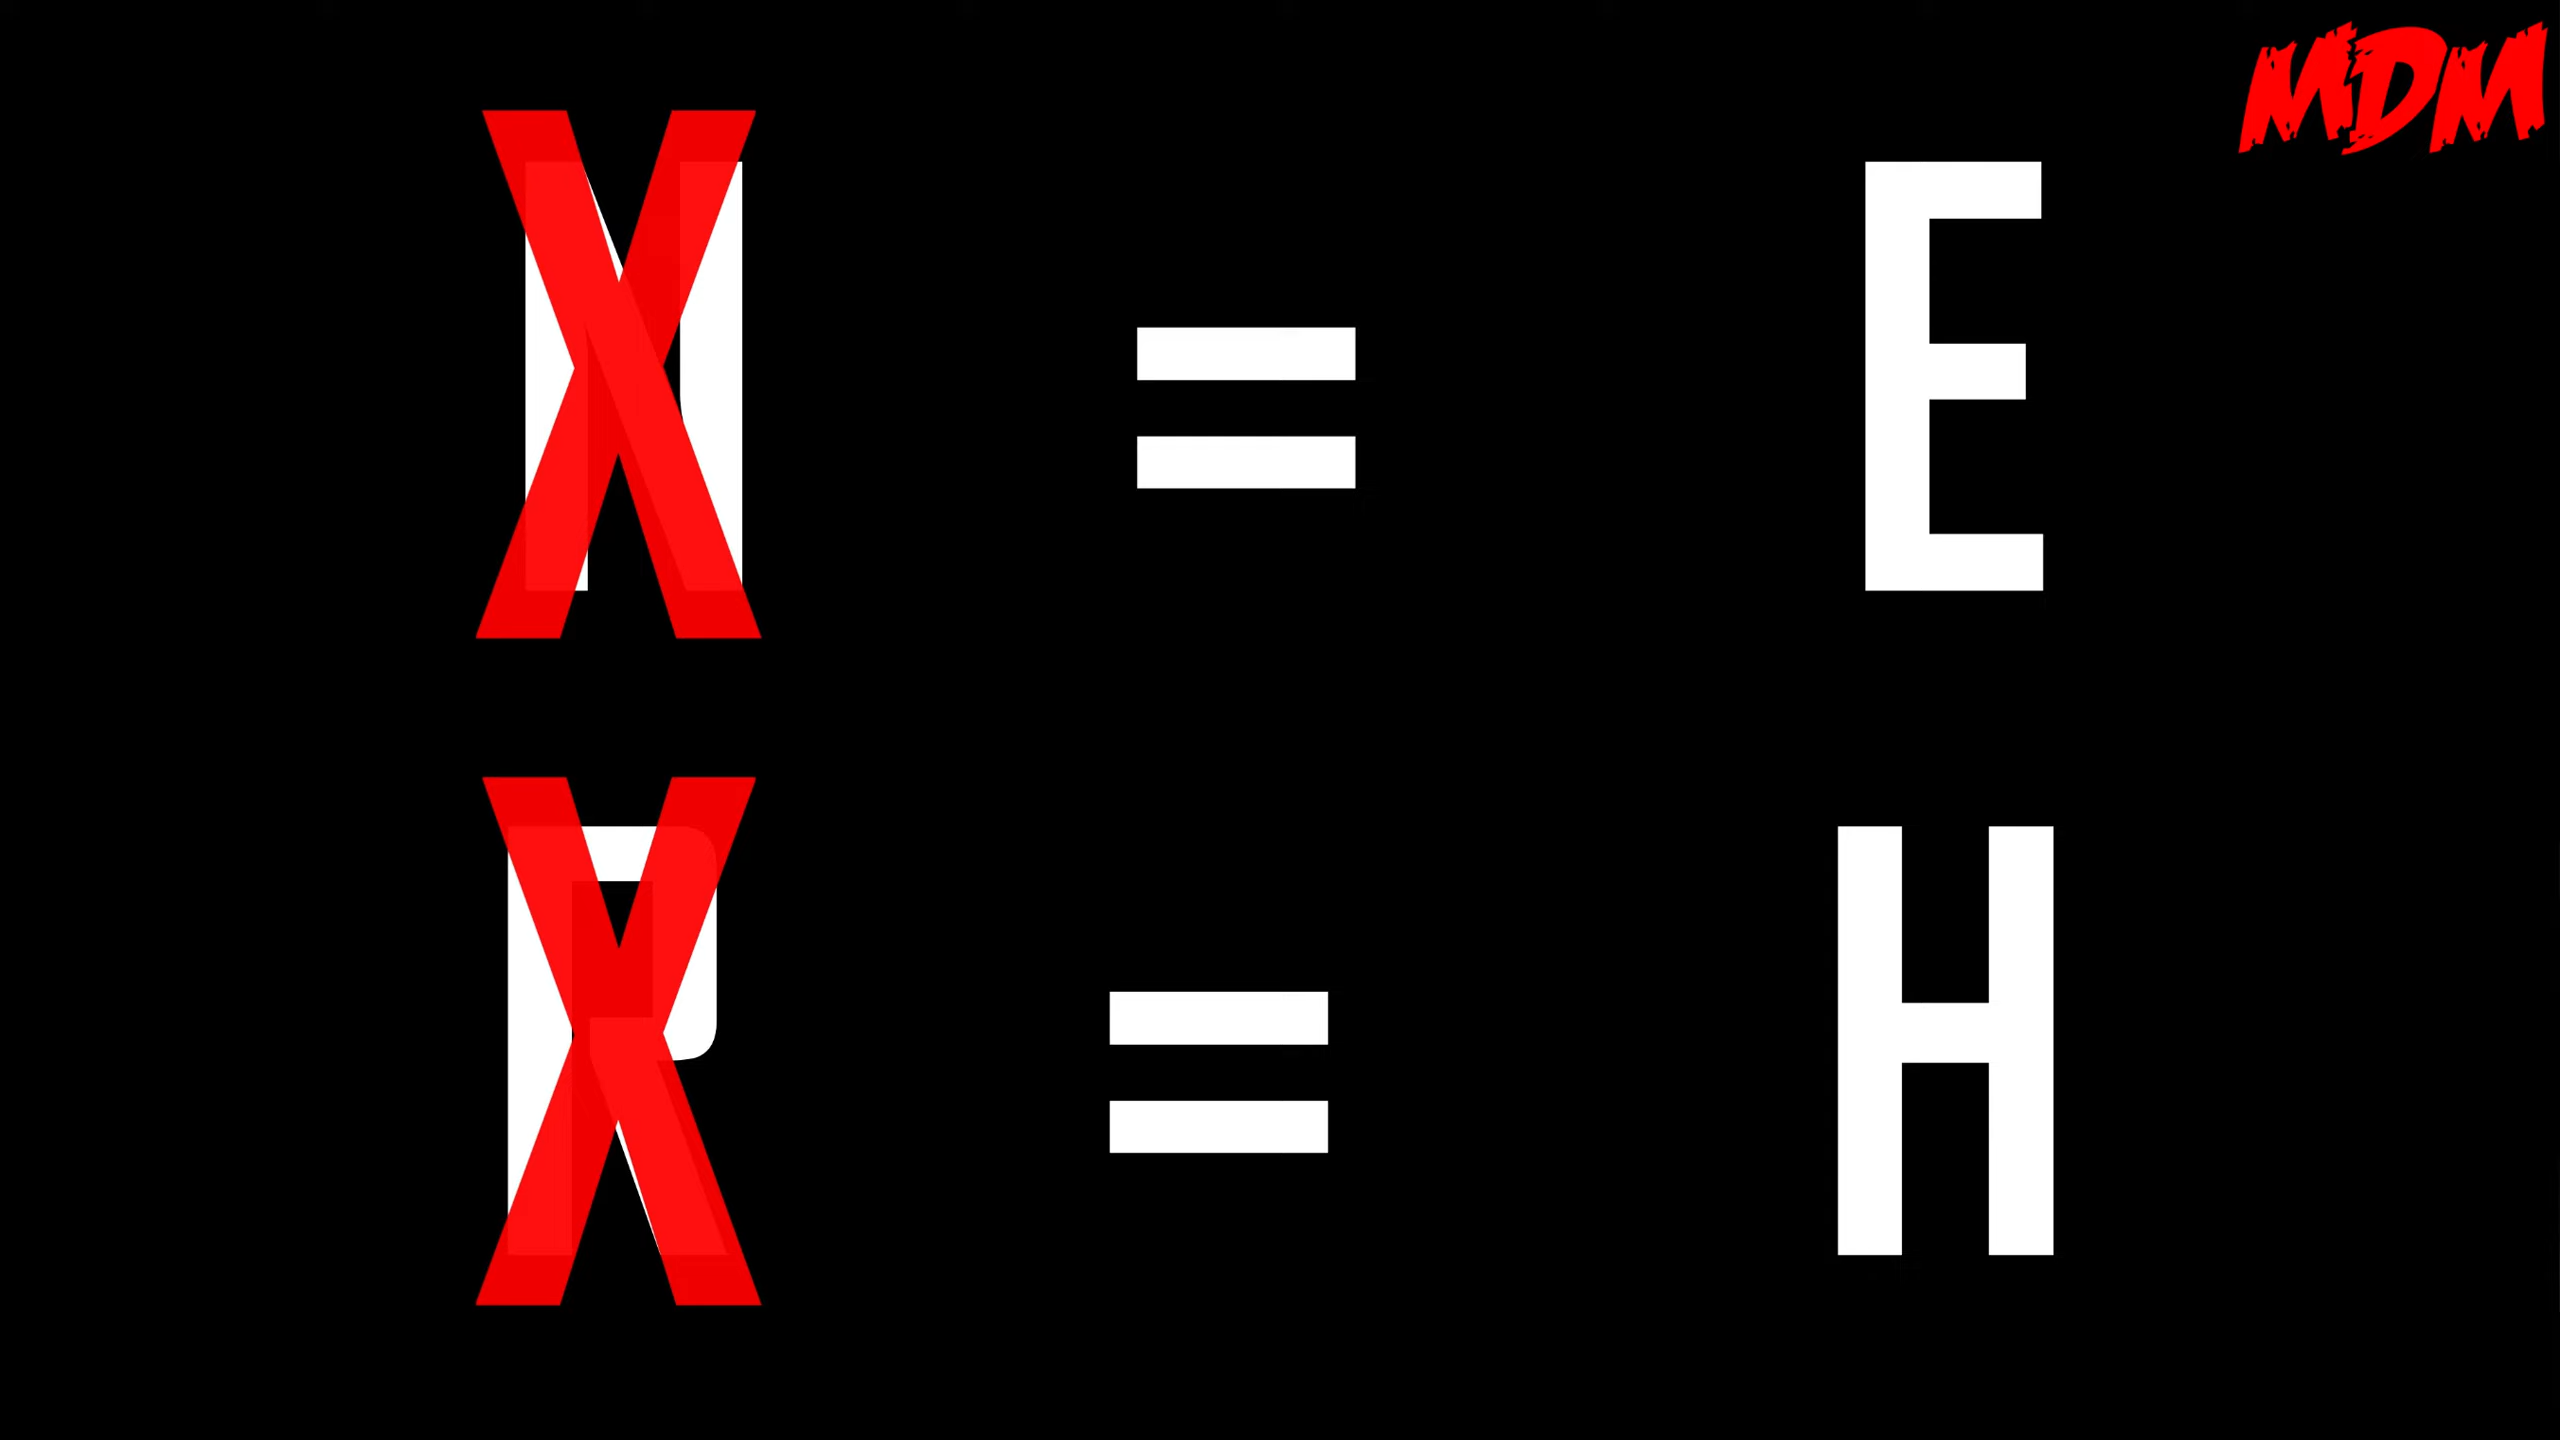 MDM
N = E
R = H